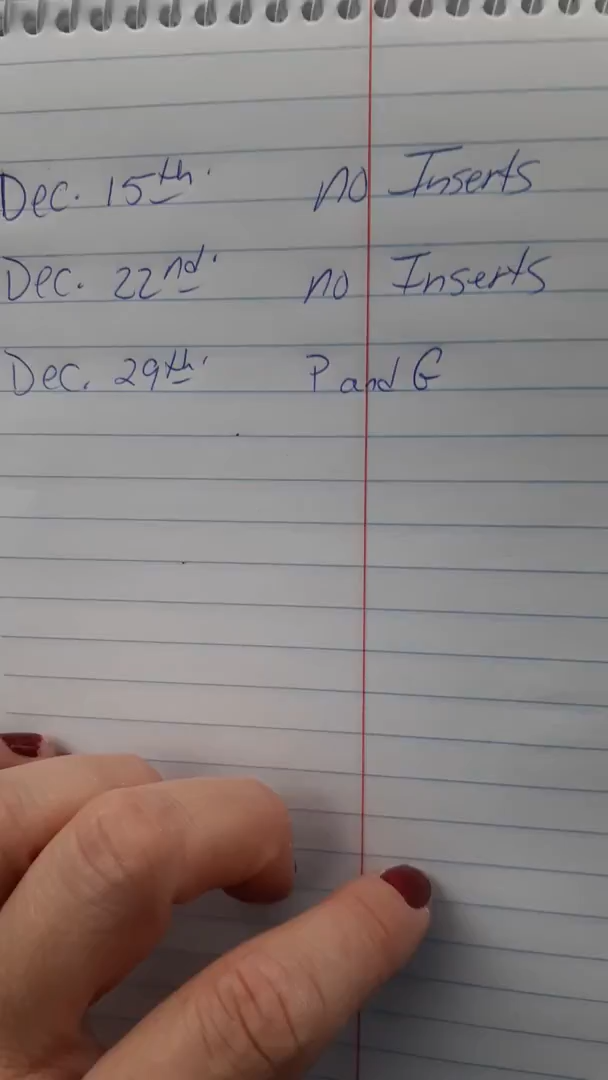 Dec. 15th. no Inserts
Dec. 22nd. no Inserts
Dec. 29th. P and G